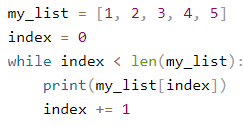 my_list = [1, 2, 3, 4, 5]
index = 0
while index < len(my_list):
    print(my_list[index])
    index += 1